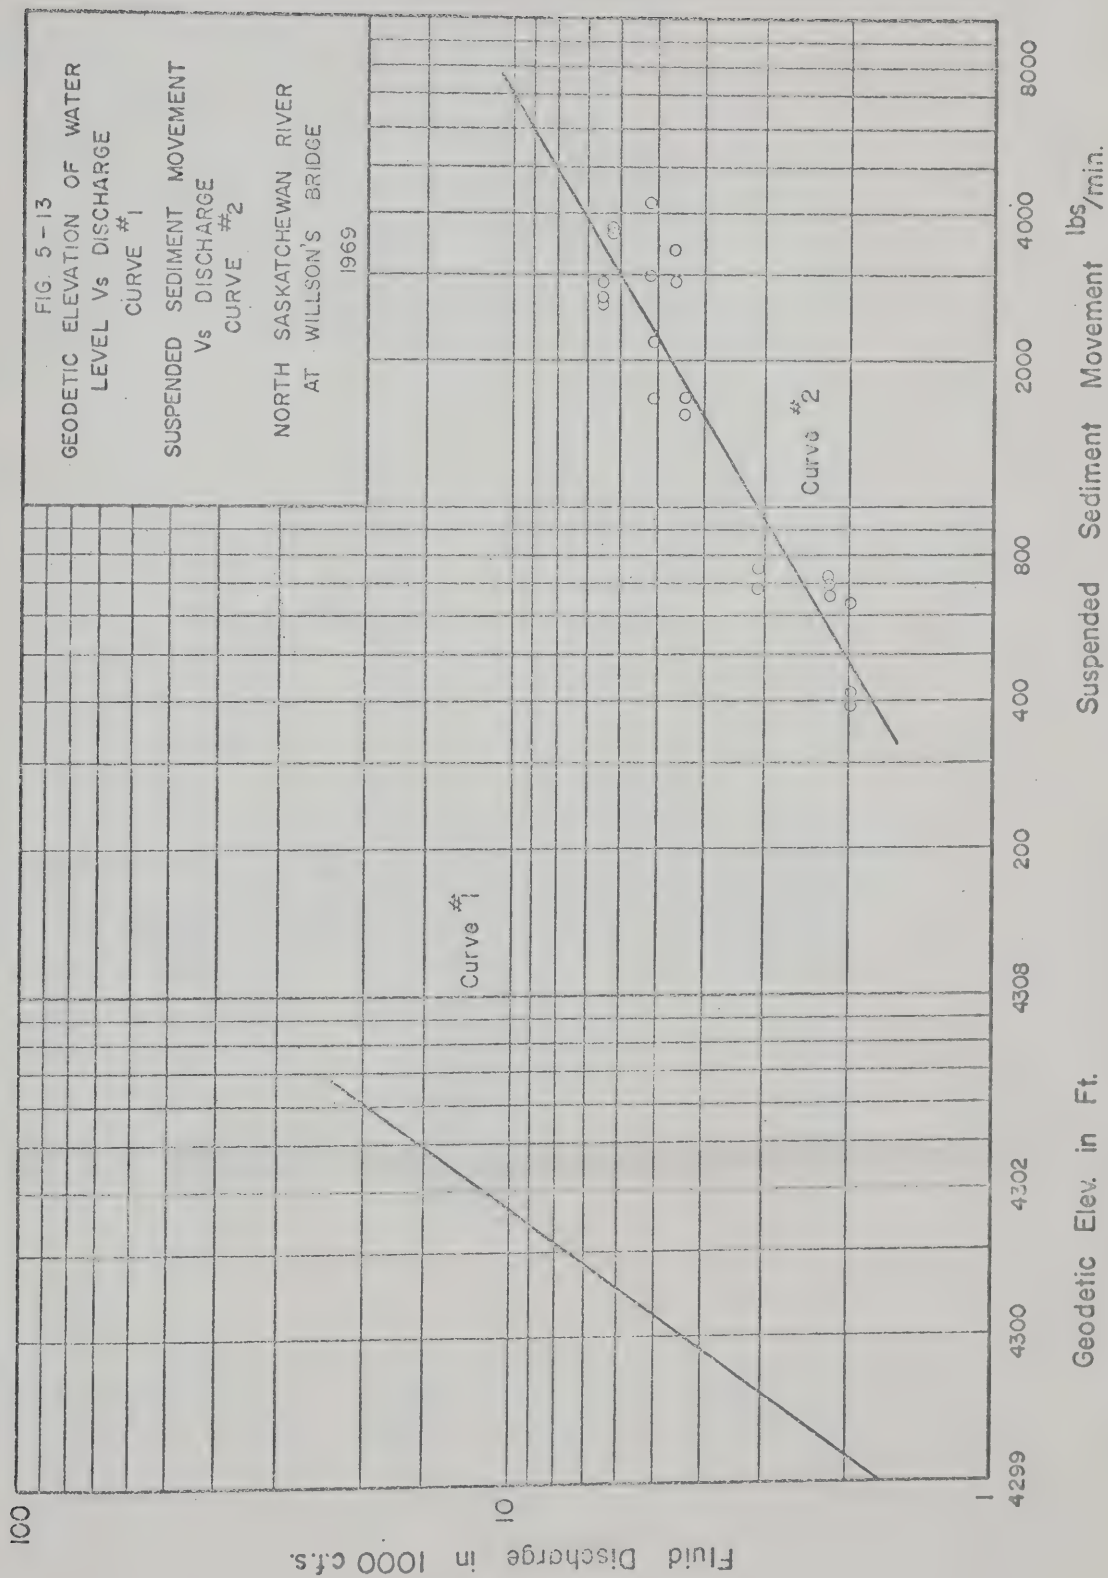 FIG. 5-13
GEODETIC ELEVATION OF WATER
LEVEL Vs DISCHARGE
CURVE #1
SUSPENDED SEDIMENT MOVEMENT
Vs DISCHARGE
CURVE #2
NORTH SASKATCHEWAN RIVER
AT WILLSON'S BRIDGE
1969
100
10
1
Fluid Discharge in 1000 c.f.s.
Curve #1
Curve #2
4299
4300
4302
4308
200
400
800
2000
4000
8000
Geodetic Elev. in Ft.
Suspended Sediment Movement lbs/min.